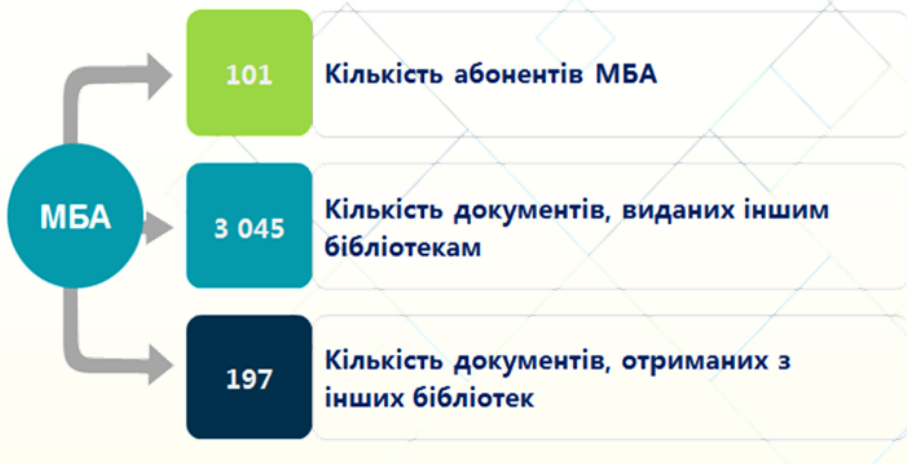 МБА
101
Кількість абонентів МБА
3 045
Кількість документів, виданих іншим
бібліотекам
197
Кількість документів, отриманих з
інших бібліотек